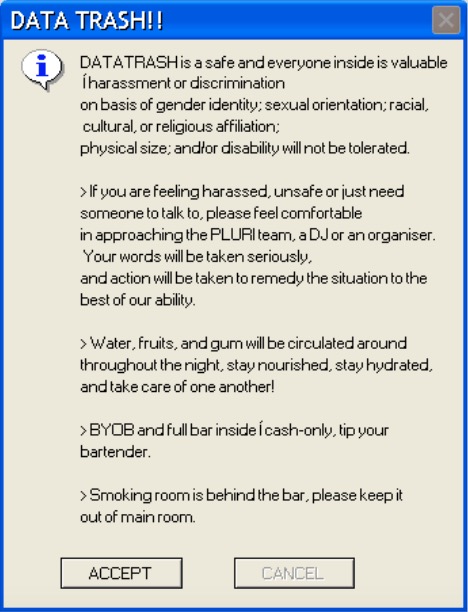 DATA TRASH!!
DATATRASH is a safe and everyone inside is valuable
Í harassment or discrimination
on basis of gender identity; sexual orientation; racial,
cultural, or religious affiliation;
physical size; and/or disability will not be tolerated.
> If you are feeling harassed, unsafe or just need
someone to talk to, please feel comfortable
in approaching the PLURI team, a DJ or an organiser.
Your words will be taken seriously,
and action will be taken to remedy the situation to the
best of our ability.
> Water, fruits, and gum will be circulated around
throughout the night, stay nourished, stay hydrated,
and take care of one another!
> BYOB and full bar inside Í cash-only, tip your
bartender.
> Smoking room is behind the bar, please keep it
out of main room.
ACCEPT
CANCEL